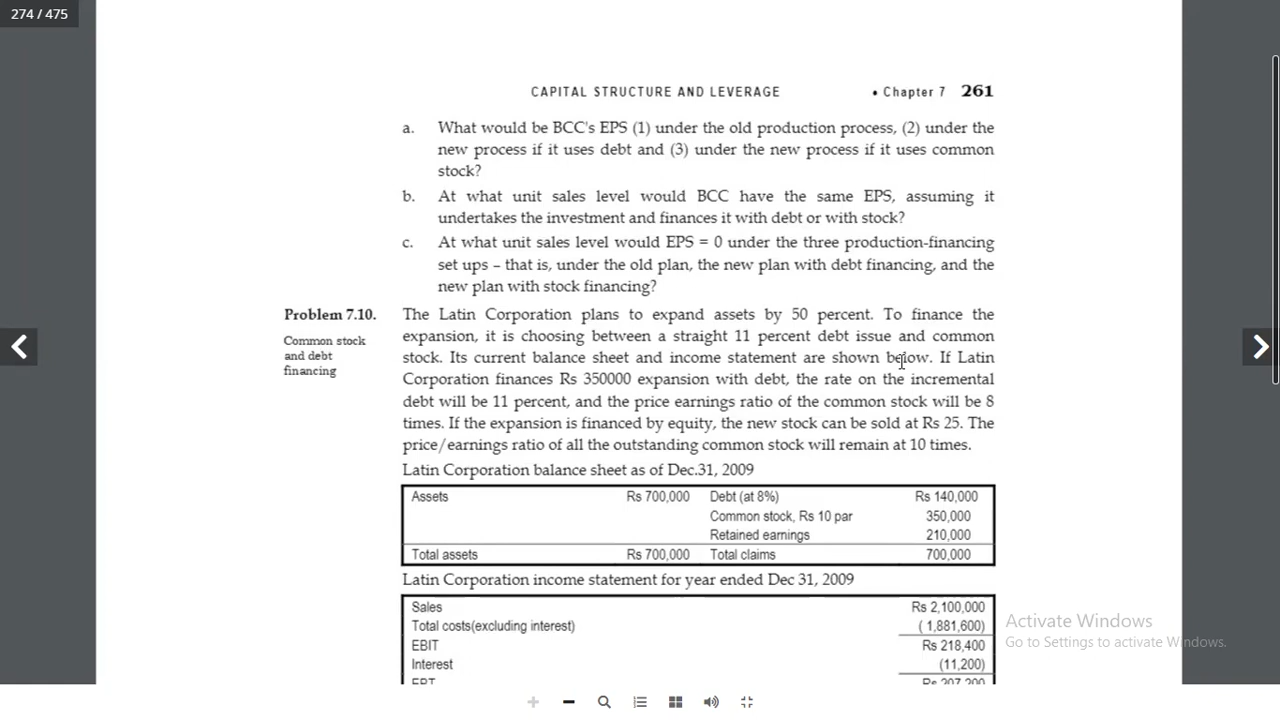 274 / 475
CAPITAL STRUCTURE AND LEVERAGE • Chapter 7 261
a. What would be BCC's EPS (1) under the old production process, (2) under the
new process if it uses debt and (3) under the new process if it uses common
stock?
b. At what unit sales level would BCC have the same EPS, assuming it
undertakes the investment and finances it with debt or with stock?
c. At what unit sales level would EPS = 0 under the three production-financing
set ups – that is, under the old plan, the new plan with debt financing, and the
new plan with stock financing?
Problem 7.10. The Latin Corporation plans to expand assets by 50 percent. To finance the
Common stock expansion, it is choosing between a straight 11 percent debt issue and common
and debt stock. Its current balance sheet and income statement are shown below. If Latin
financing Corporation finances Rs 350000 expansion with debt, the rate on the incremental
debt will be 11 percent, and the price earnings ratio of the common stock will be 8
times. If the expansion is financed by equity, the new stock can be sold at Rs 25. The
price/earnings ratio of all the outstanding common stock will remain at 10 times.
Latin Corporation balance sheet as of Dec.31, 2009
Assets Rs 700,000 Debt (at 8%) Rs 140,000
Common stock, Rs 10 par 350,000
Retained earnings 210,000
Total assets Rs 700,000 Total claims 700,000
Latin Corporation income statement for year ended Dec 31, 2009
Sales Rs 2,100,000
Total costs(excluding interest) ( 1,881,600)
EBIT Rs 218,400
Interest (11,200)
EBT Rs 207,200
Activate Windows
Go to Settings to activate Windows.